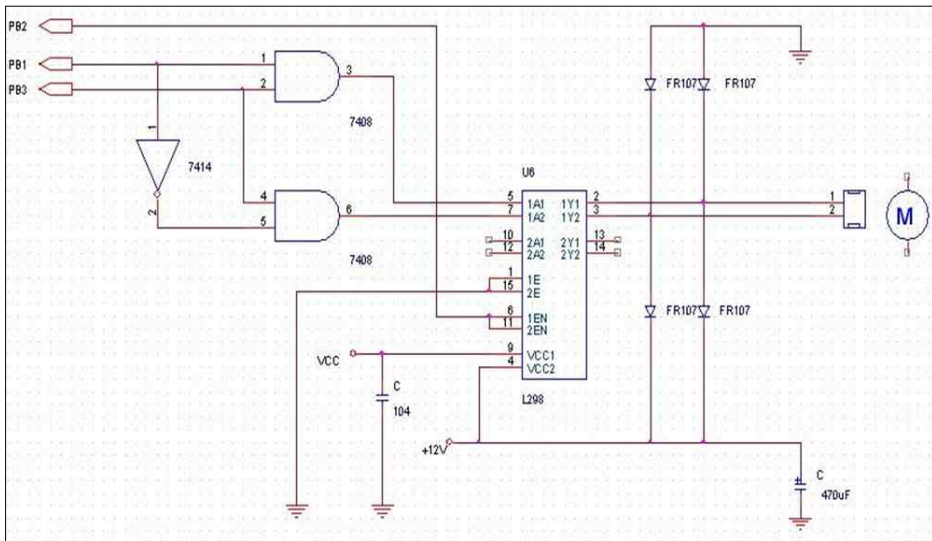 PB2
PB1
PB3
1
2
3
7408
1
7414
2
4
5
6
7408
U6
5 1A1 1Y1 2
7 1A2 1Y2 3
10 2A1 2Y1 13
12 2A2 2Y2 14
1 1E
15 2E
6 1EN
11 2EN
9 VCC1
4 VCC2
L298
VCC
C
104
+12V
FR107 FR107
1
2
M
FR107 FR107
C
470uF